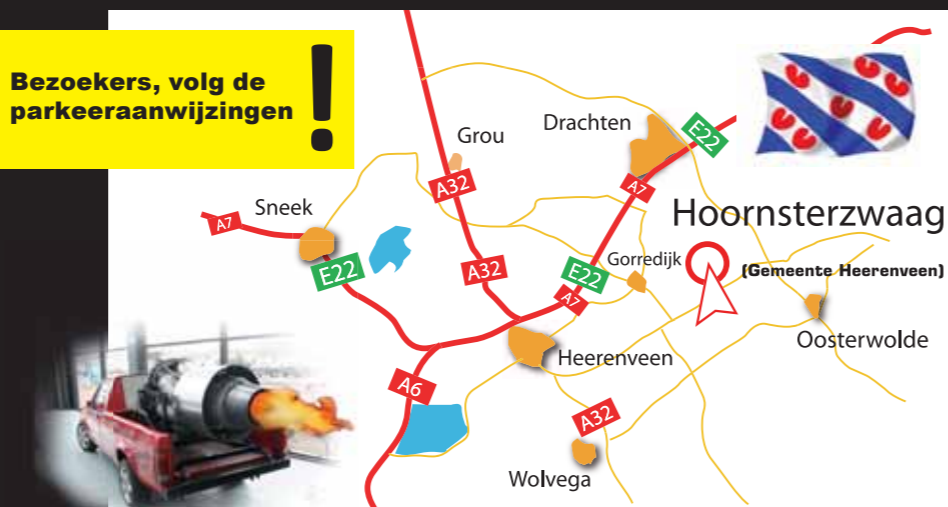 Bezoekers, volg de
parkeeraanwijzingen !
Grou
Drachten
E22
A32
A7
Sneek
A7
Hoornsterzwaag
E22
A32
E22
Gorredijk
(Gemeente Heerenveen)
A7
Heerenveen
Oosterwolde
A6
A32
Wolvega